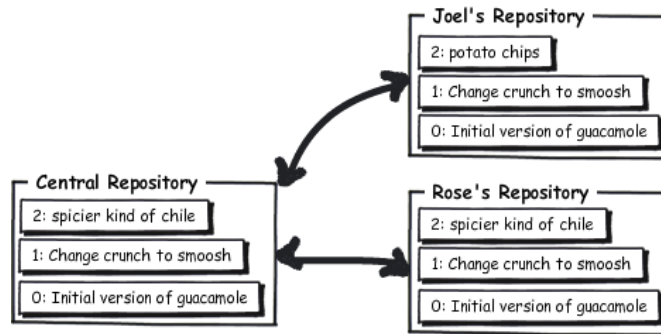 Joel's Repository
2: potato chips
1: Change crunch to smoosh
0: Initial version of guacamole
Central Repository
2: spicier kind of chile
1: Change crunch to smoosh
0: Initial version of guacamole
Rose's Repository
2: spicier kind of chile
1: Change crunch to smoosh
0: Initial version of guacamole